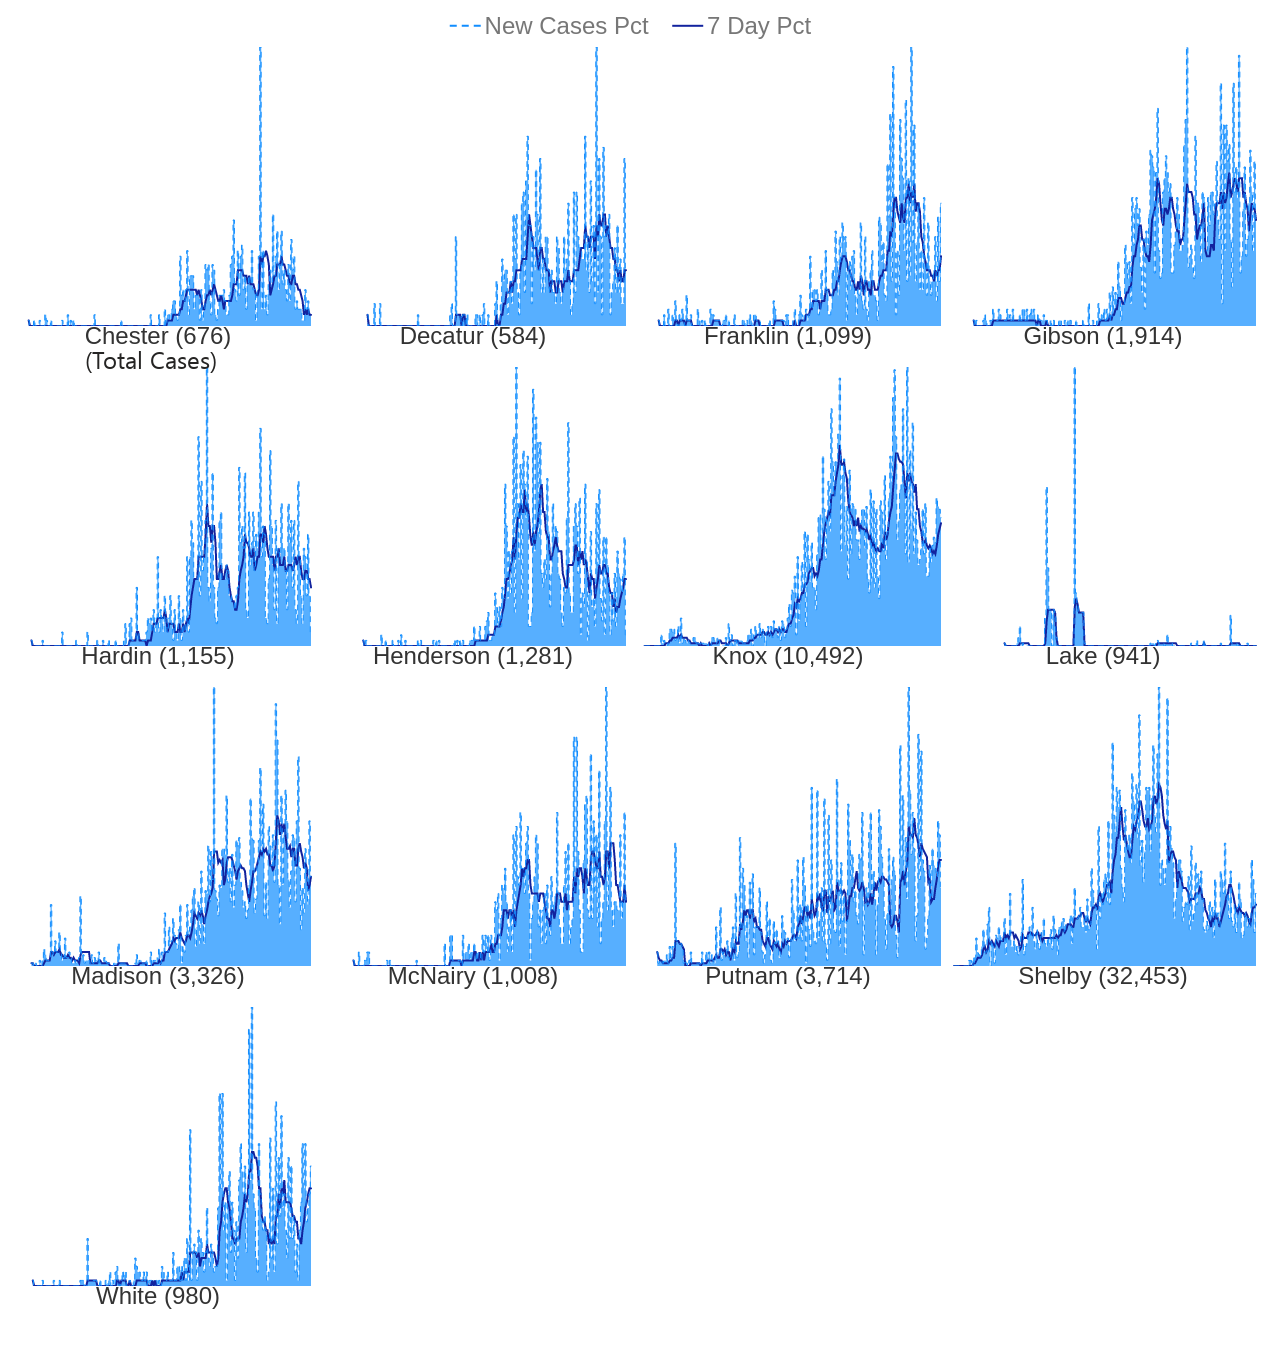 New Cases Pct 7 Day Pct
Chester (676) Decatur (584) Franklin (1,099) Gibson (1,914)
(Total Cases)
Hardin (1,155) Henderson (1,281) Knox (10,492) Lake (941)
Madison (3,326) McNairy (1,008) Putnam (3,714) Shelby (32,453)
White (980)